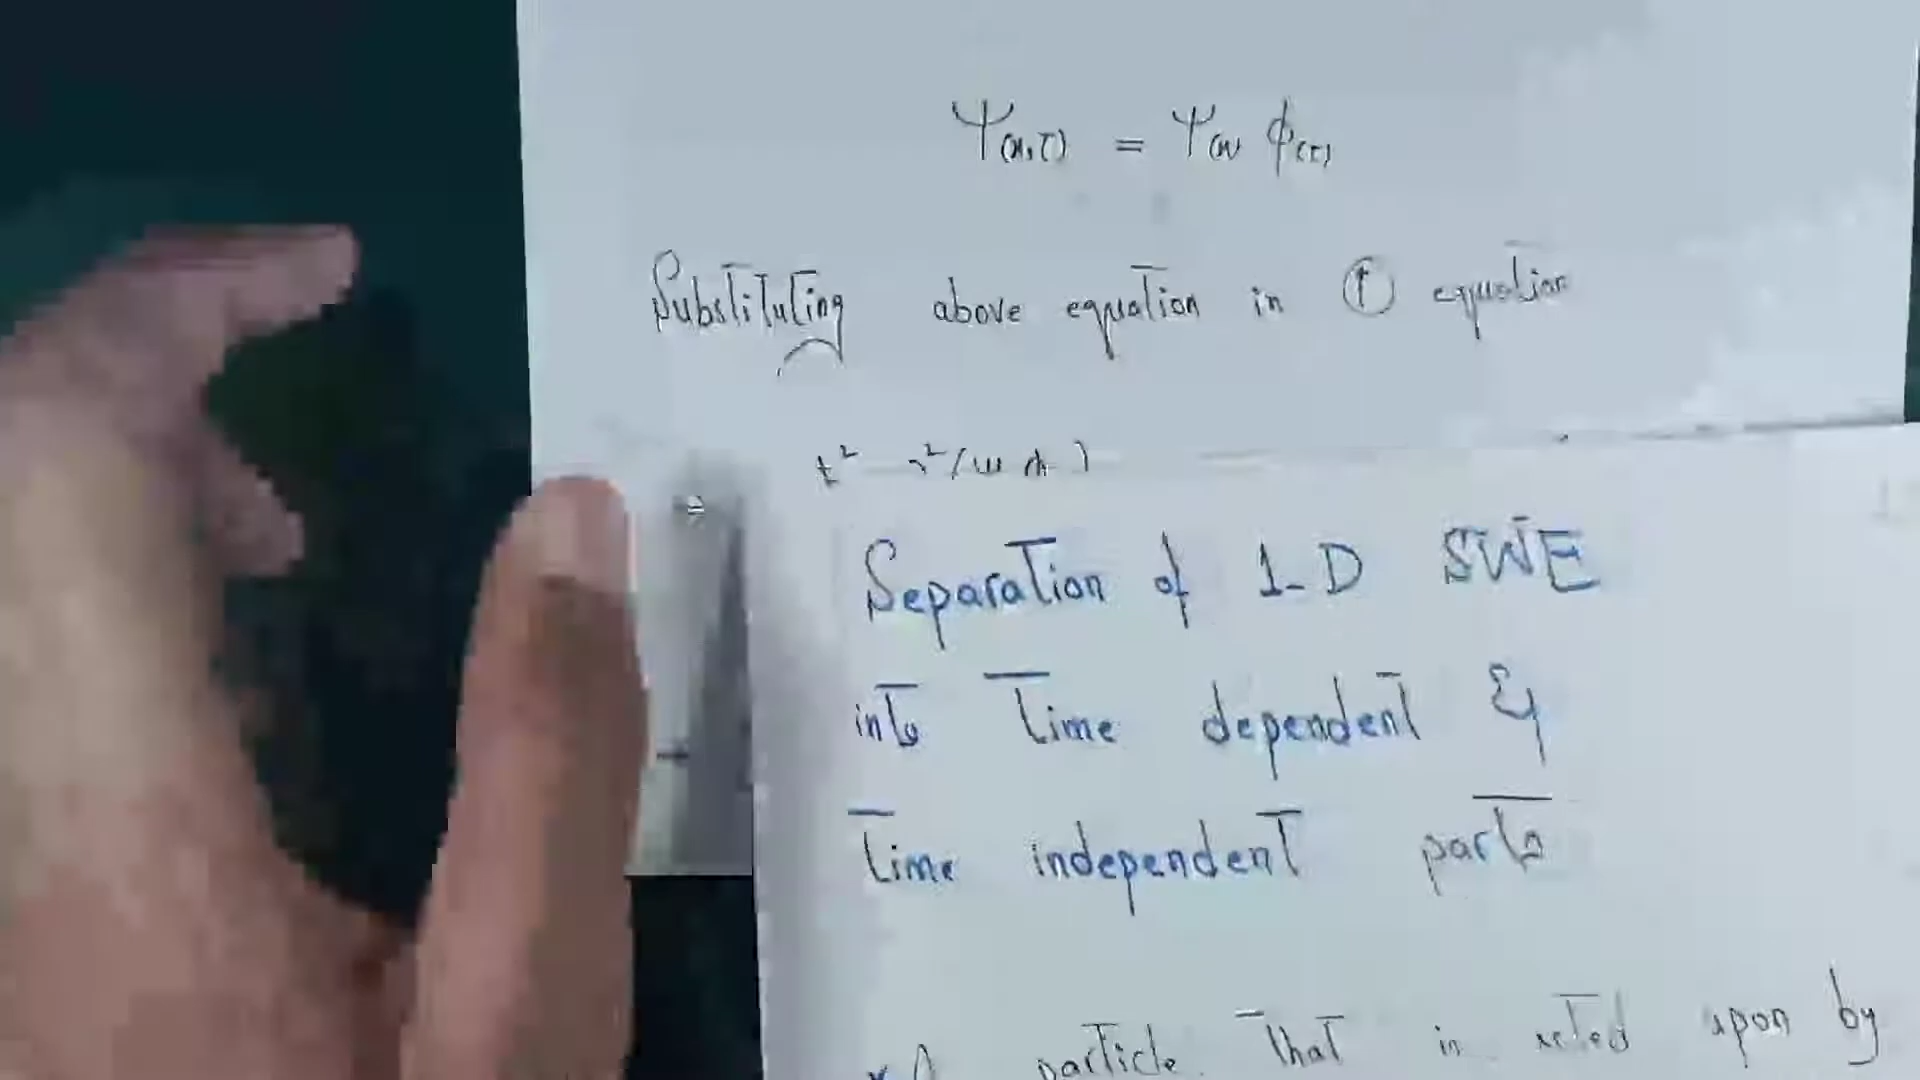 Ψ(x,t) = Ψ(x) ϕ(t)
Substituting above equation in ① equation
Separation of 1-D SWE
into Time dependent &
Time independent parts
particle that is acted upon by